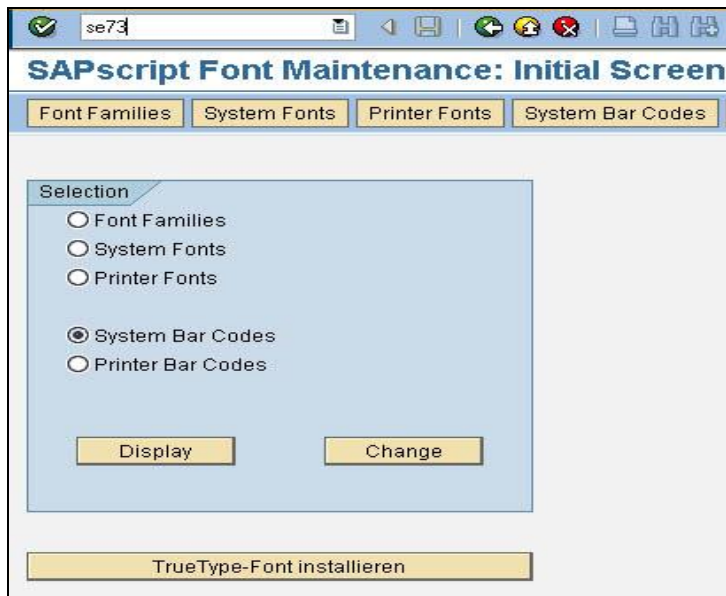 se73
SAPscript Font Maintenance: Initial Screen
Font Families System Fonts Printer Fonts System Bar Codes
Selection
Font Families
System Fonts
Printer Fonts
System Bar Codes
Printer Bar Codes
Display Change
TrueType-Font installieren